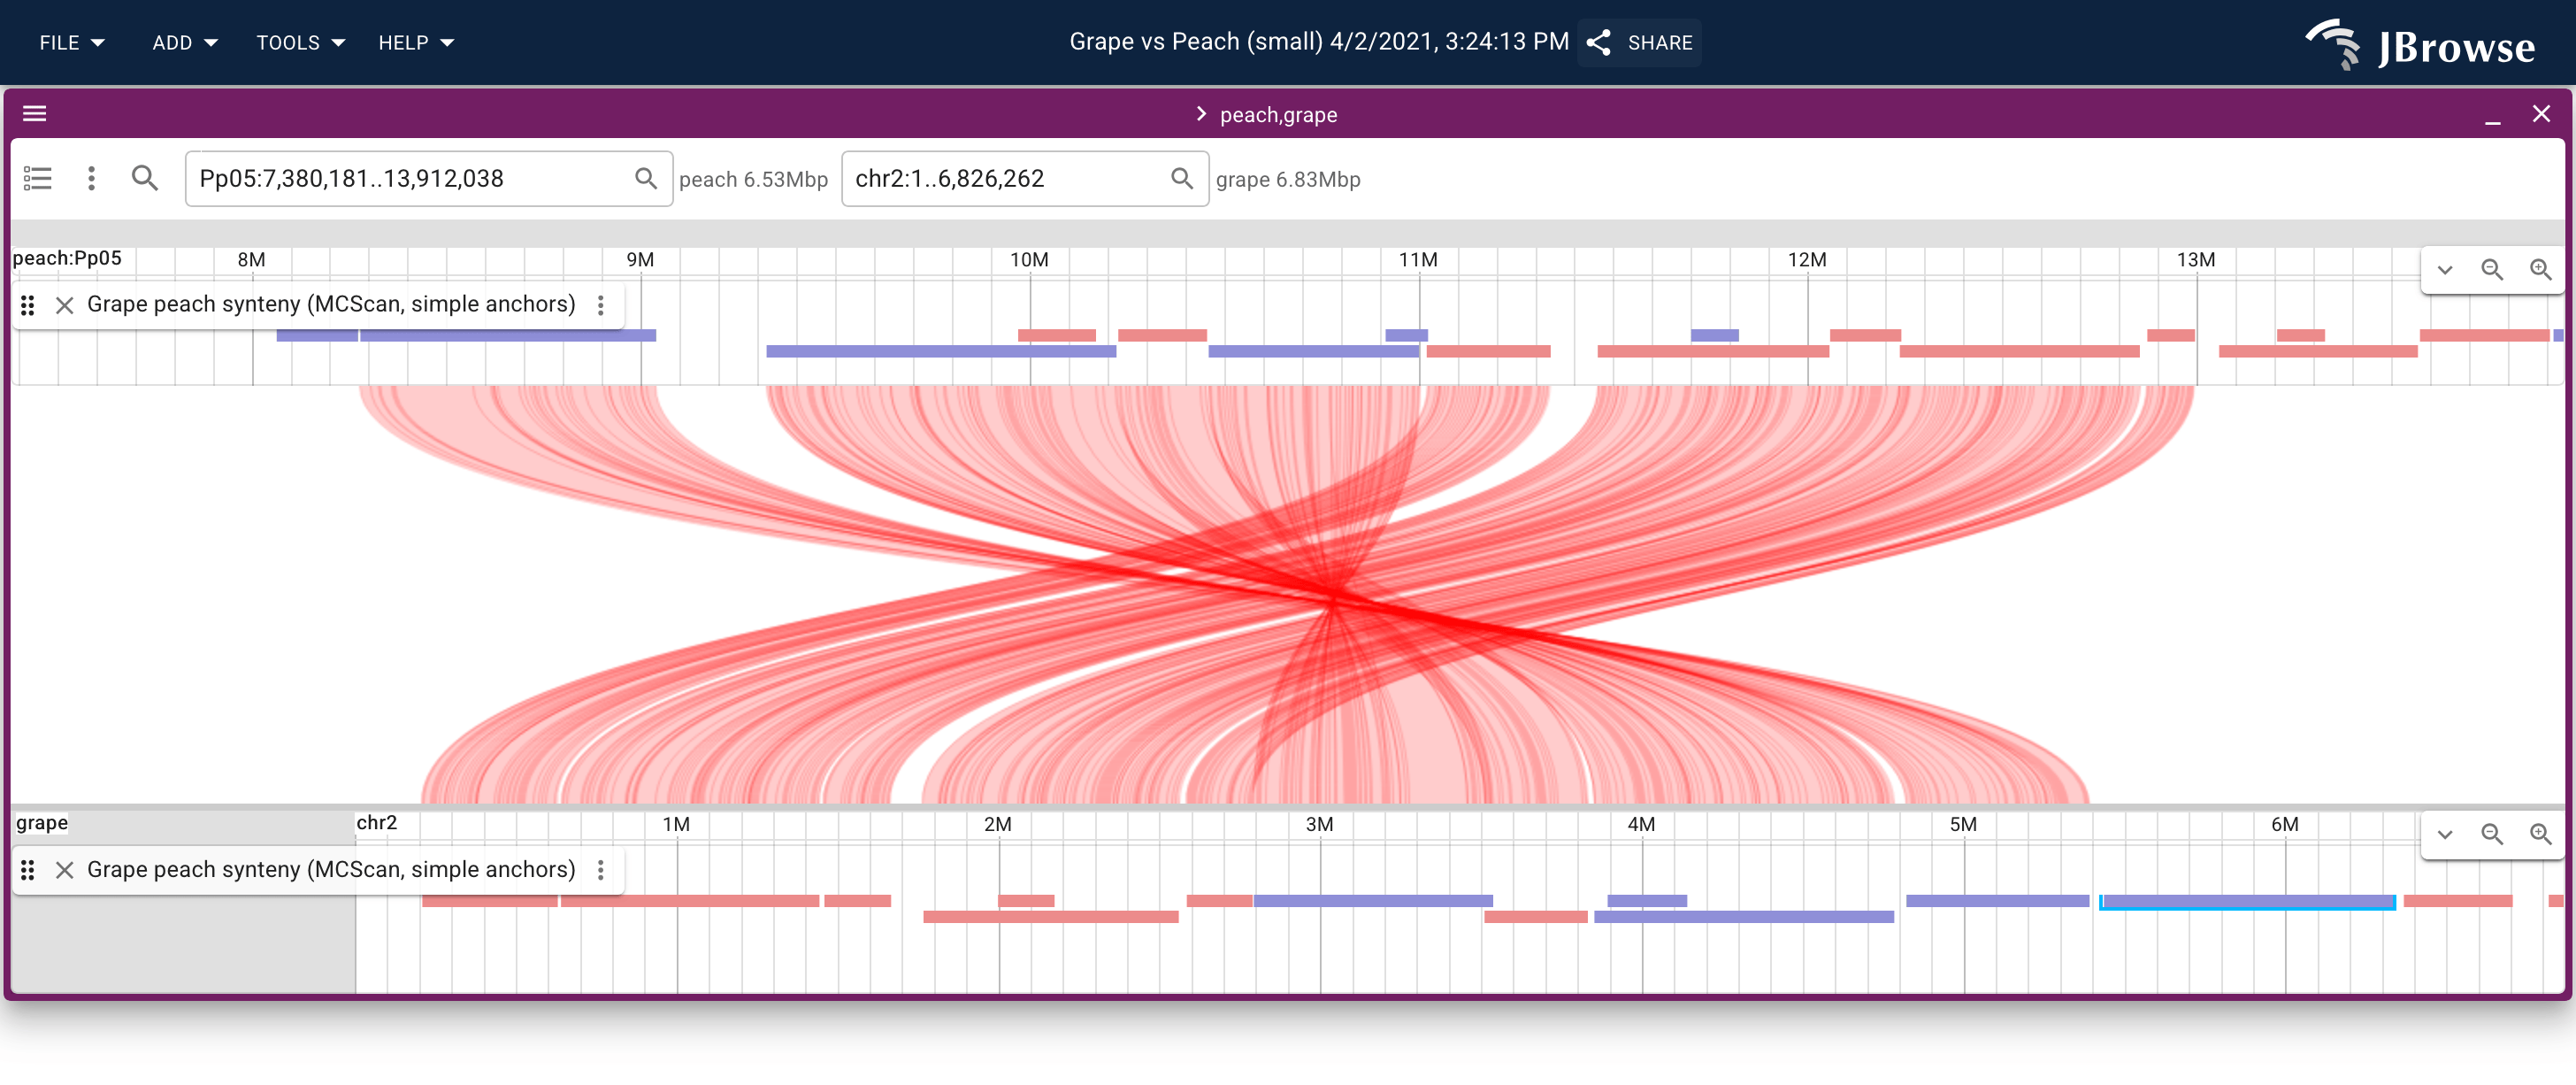 FILE ADD TOOLS HELP Grape vs Peach (small) 4/2/2021, 3:24:13 PM SHARE JBrowse
peach,grape
Pp05:7,380,181..13,912,038 peach 6.53Mbp chr2:1..6,826,262 grape 6.83Mbp
peach:Pp05 8M 9M 10M 11M 12M 13M
Grape peach synteny (MCScan, simple anchors)
grape chr2 1M 2M 3M 4M 5M 6M
Grape peach synteny (MCScan, simple anchors)